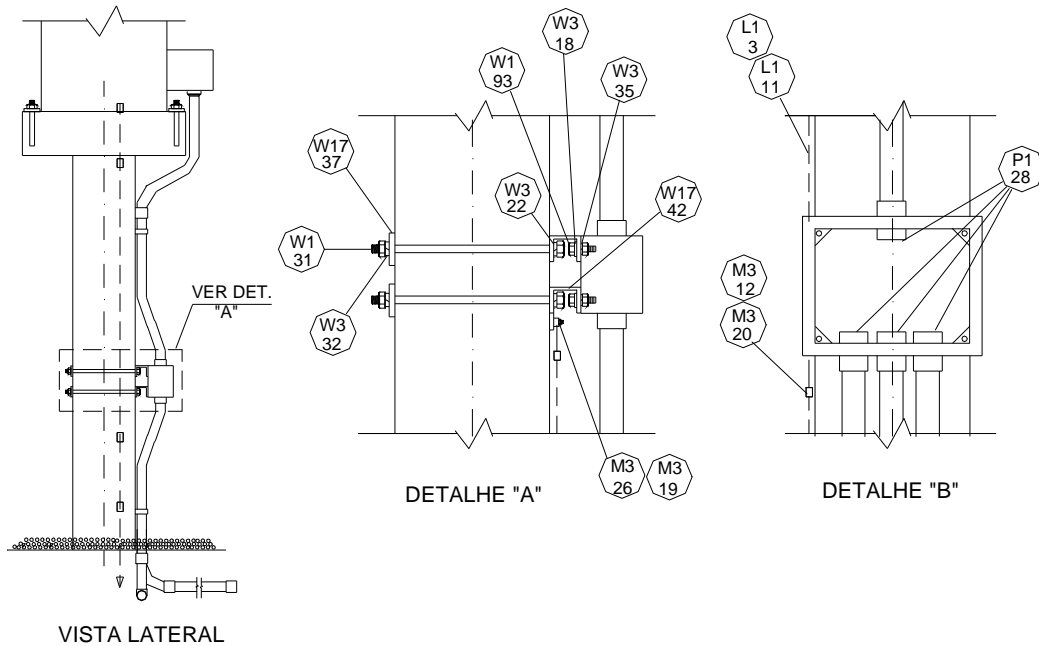 VER DET.
"A"
VISTA LATERAL
W3
18
W1
93
W3
35
W17
37
W3
22
W17
42
W1
31
W3
32
M3
26
M3
19
DETALHE "A"
L1
3
L1
11
P1
28
M3
12
M3
20
DETALHE "B"